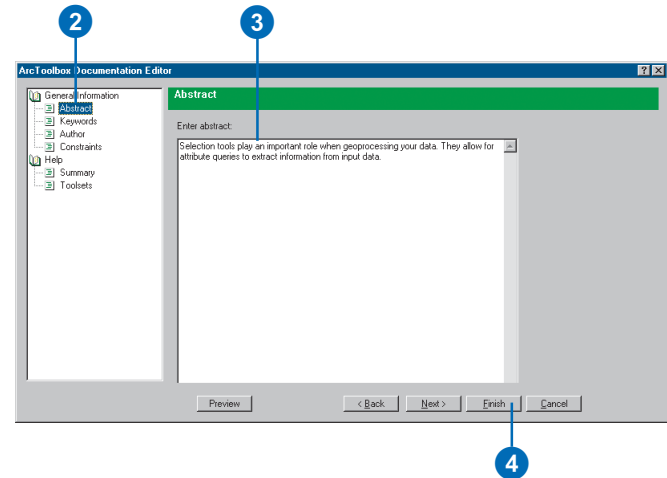 2
3
ArcToolbox Documentation Editor
? X
General Information
Abstract
Keywords
Author
Constraints
Help
Summary
Toolsets
Abstract
Enter abstract:
Selection tools play an important role when geoprocessing your data. They allow for
attribute queries to extract information from input data.
Preview
< Back
Next >
Finish
Cancel
4